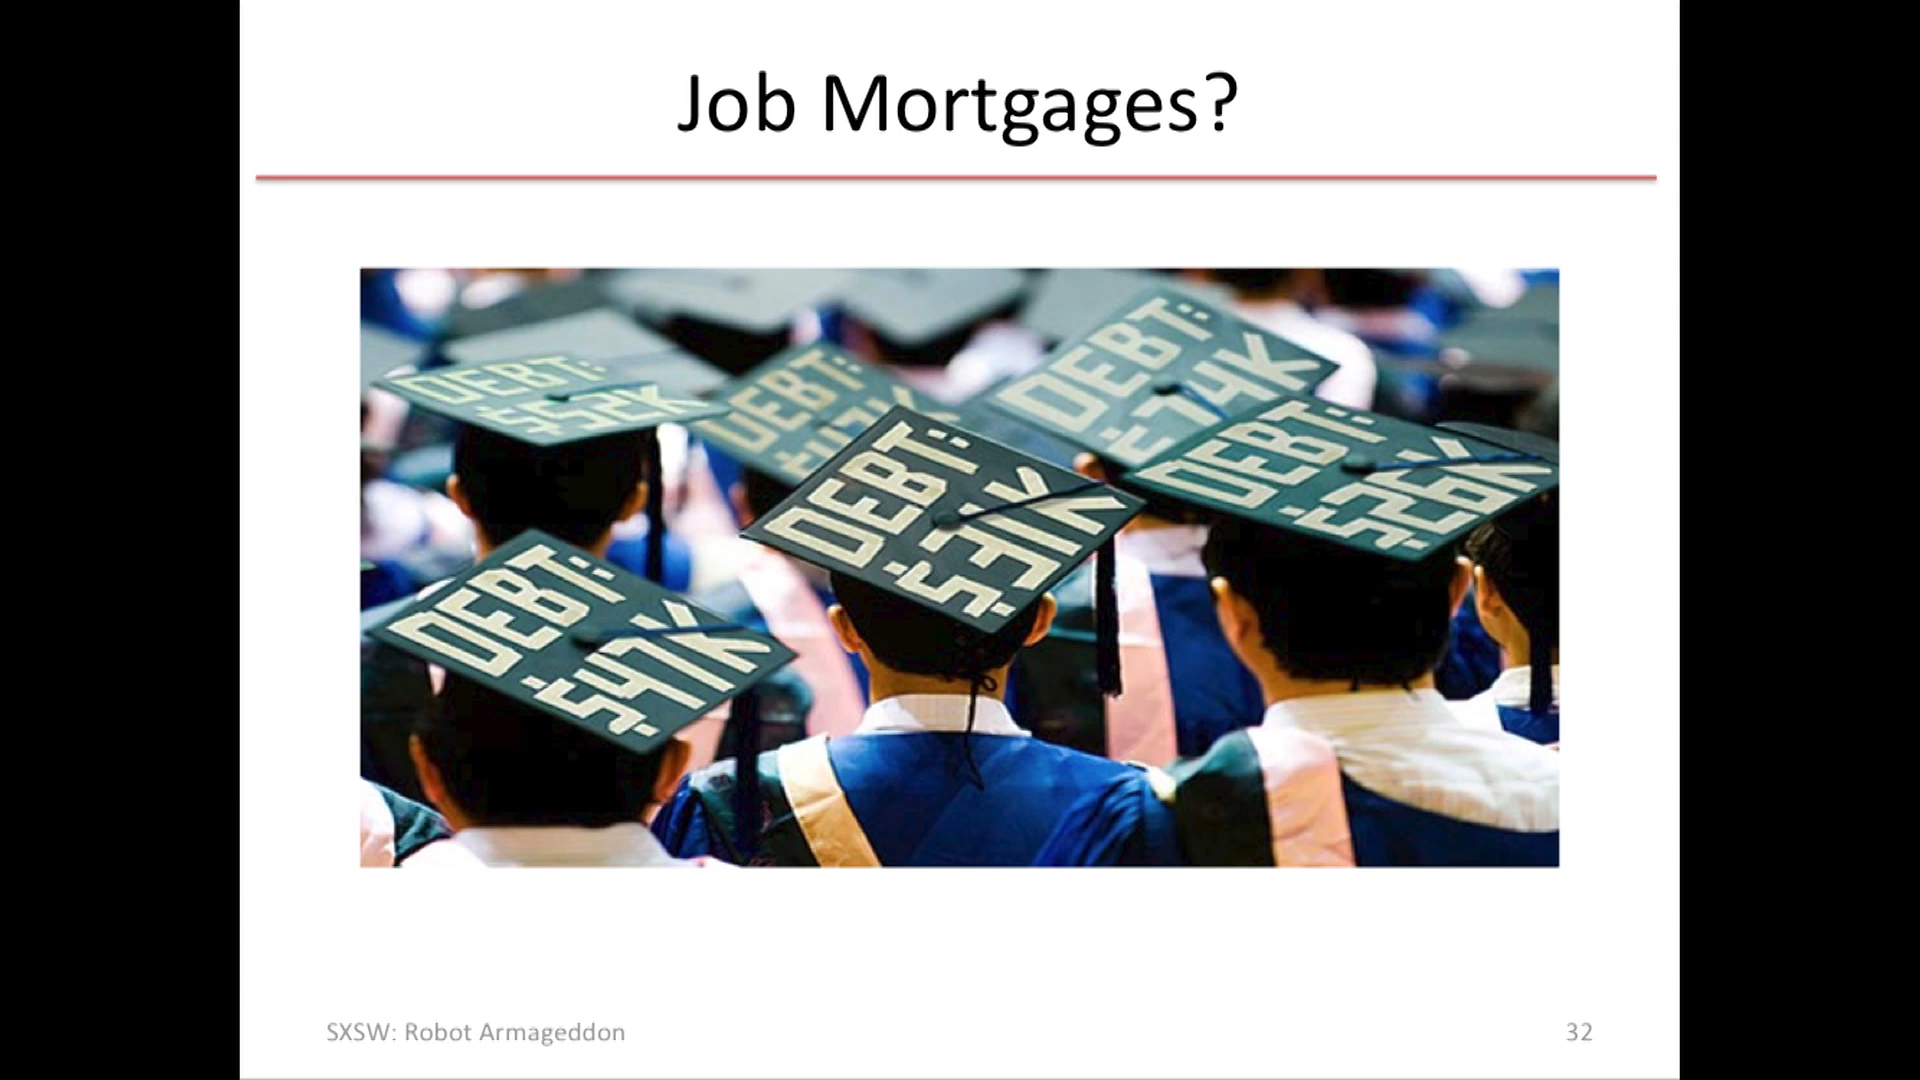 Job Mortgages?
DEBT:
$52K
DEBT:
DEBT:
$74K
DEBT:
$26K
DEBT:
$31K
DEBT:
$47K
SXSW: Robot Armageddon
32